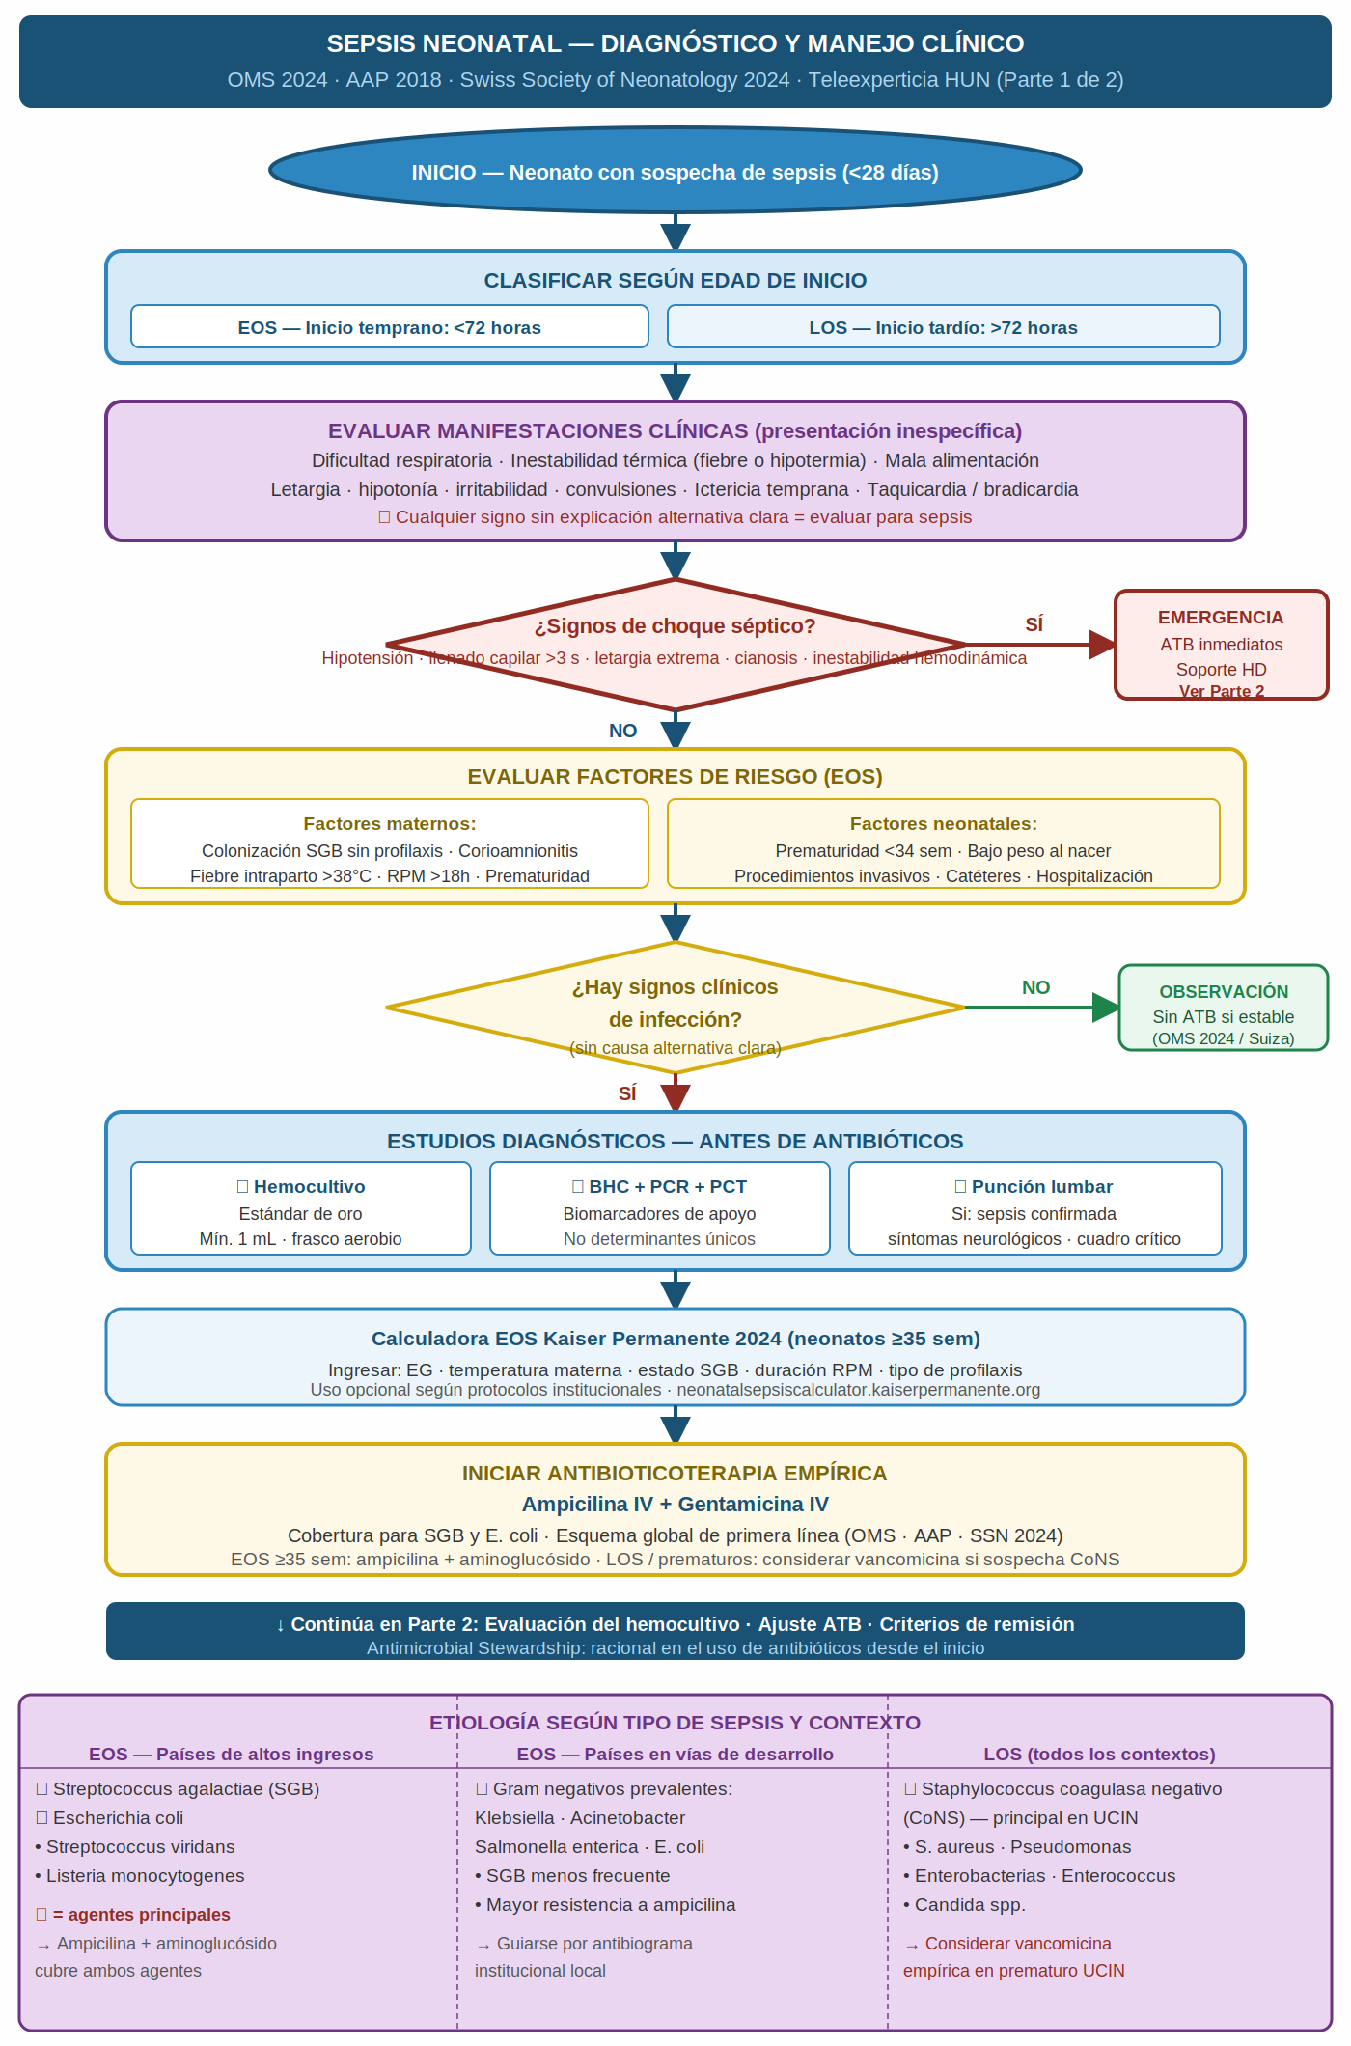 SEPSIS NEONATAL — DIAGNÓSTICO Y MANEJO CLÍNICO
OMS 2024 · AAP 2018 · Swiss Society of Neonatology 2024 · Teleexperticia HUN (Parte 1 de 2)
INICIO — Neonato con sospecha de sepsis (<28 días)
CLASIFICAR SEGÚN EDAD DE INICIO
EOS — Inicio temprano: <72 horas
LOS — Inicio tardío: >72 horas
EVALUAR MANIFESTACIONES CLÍNICAS (presentación inespecífica)
Dificultad respiratoria · Inestabilidad térmica (fiebre o hipotermia) · Mala alimentación
Letargia · hipotonía · irritabilidad · convulsiones · Ictericia temprana · Taquicardia / bradicardia
▯ Cualquier signo sin explicación alternativa clara = evaluar para sepsis
¿Signos de choque séptico?
Hipotensión · llenado capilar >3 s · letargia extrema · cianosis · inestabilidad hemodinámica
SÍ
EMERGENCIA
ATB inmediatos
Soporte HD
Ver Parte 2
NO
EVALUAR FACTORES DE RIESGO (EOS)
Factores maternos:
Colonización SGB sin profilaxis · Corioamnionitis
Fiebre intraparto >38°C · RPM >18h · Prematuridad
Factores neonatales:
Prematuridad <34 sem · Bajo peso al nacer
Procedimientos invasivos · Catéteres · Hospitalización
¿Hay signos clínicos
de infección?
(sin causa alternativa clara)
NO
OBSERVACIÓN
Sin ATB si estable
(OMS 2024 / Suiza)
SÍ
ESTUDIOS DIAGNÓSTICOS — ANTES DE ANTIBIÓTICOS
▯ Hemocultivo
Estándar de oro
Mín. 1 mL · frasco aerobio
▯ BHC + PCR + PCT
Biomarcadores de apoyo
No determinantes únicos
▯ Punción lumbar
Si: sepsis confirmada
síntomas neurológicos · cuadro crítico
Calculadora EOS Kaiser Permanente 2024 (neonatos ≥35 sem)
Ingresar: EG · temperatura materna · estado SGB · duración RPM · tipo de profilaxis
Uso opcional según protocolos institucionales · neonatalsepsiscalculator.kaiserpermanente.org
INICIAR ANTIBIOTICOTERAPIA EMPÍRICA
Ampicilina IV + Gentamicina IV
Cobertura para SGB y E. coli · Esquema global de primera línea (OMS · AAP · SSN 2024)
EOS ≥35 sem: ampicilina + aminoglucósido · LOS / prematuros: considerar vancomicina si sospecha CoNS
↓ Continúa en Parte 2: Evaluación del hemocultivo · Ajuste ATB · Criterios de remisión
Antimicrobial Stewardship: racional en el uso de antibióticos desde el inicio
ETIOLOGÍA SEGÚN TIPO DE SEPSIS Y CONTEXTO
EOS — Países de altos ingresos
▯ Streptococcus agalactiae (SGB)
▯ Escherichia coli
• Streptococcus viridans
• Listeria monocytogenes
▯ = agentes principales
→ Ampicilina + aminoglucósido
cubre ambos agentes
EOS — Países en vías de desarrollo
▯ Gram negativos prevalentes:
Klebsiella · Acinetobacter
Salmonella enterica · E. coli
• SGB menos frecuente
• Mayor resistencia a ampicilina
→ Guiarse por antibiograma
institucional local
LOS (todos los contextos)
▯ Staphylococcus coagulasa negativo
(CoNS) — principal en UCIN
• S. aureus · Pseudomonas
• Enterobacterias · Enterococcus
• Candida spp.
→ Considerar vancomicina
empírica en prematuro UCIN